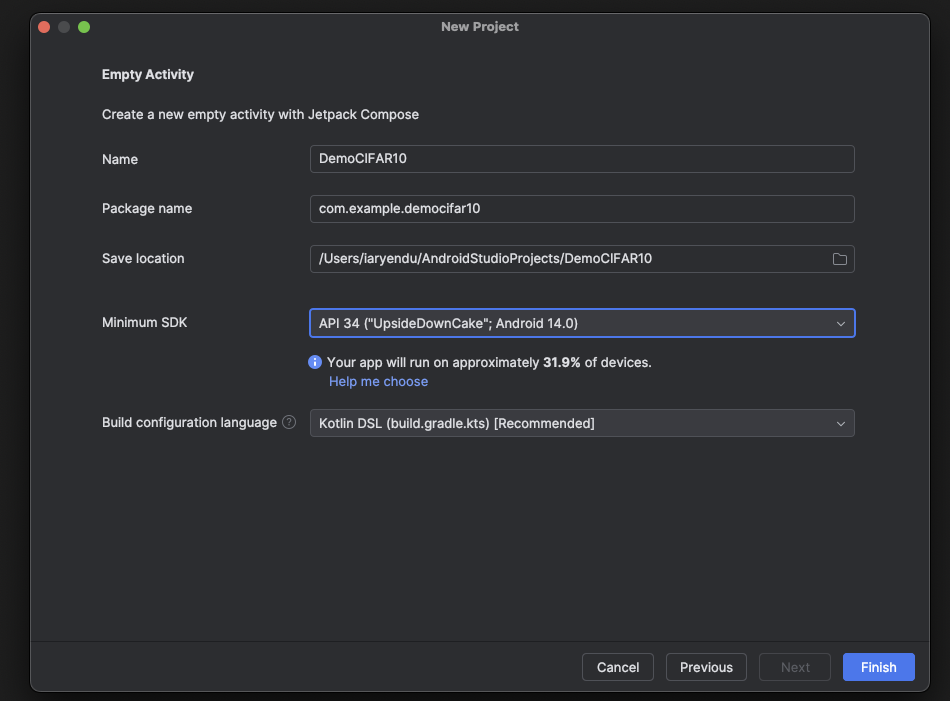 New Project
Empty Activity
Create a new empty activity with Jetpack Compose
Name
DemoCIFAR10
Package name
com.example.democifar10
Save location
/Users/iaryendu/AndroidStudioProjects/DemoCIFAR10
Minimum SDK
API 34 ("UpsideDownCake"; Android 14.0)
Your app will run on approximately 31.9% of devices.
Help me choose
Build configuration language ?
Kotlin DSL (build.gradle.kts) [Recommended]
Cancel Previous Next Finish